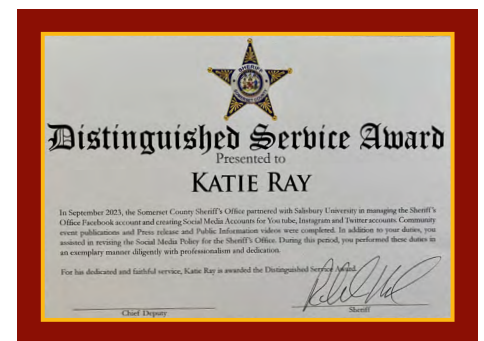 SHERIFF
Distinguished Service Award
Presented to
KATIE RAY
In September 2023, the Somerset County Sheriff's Office partnered with Salisbury University in managing the Sheriff's
Office Facebook account and creating Social Media Accounts for Youtube, Instagram and Twitter accounts. Community
event publications and Press release and Public Information videos were completed. In addition to your duties, you
assisted in revising the Social Media Policy for the Sheriff's Office. During this period, you performed these duties in
an exemplary manner diligently with professionalism and dedication.
For his dedicated and faithful service, Katie Ray is awarded the Distinguished Service Award.
Chief Deputy
Sheriff